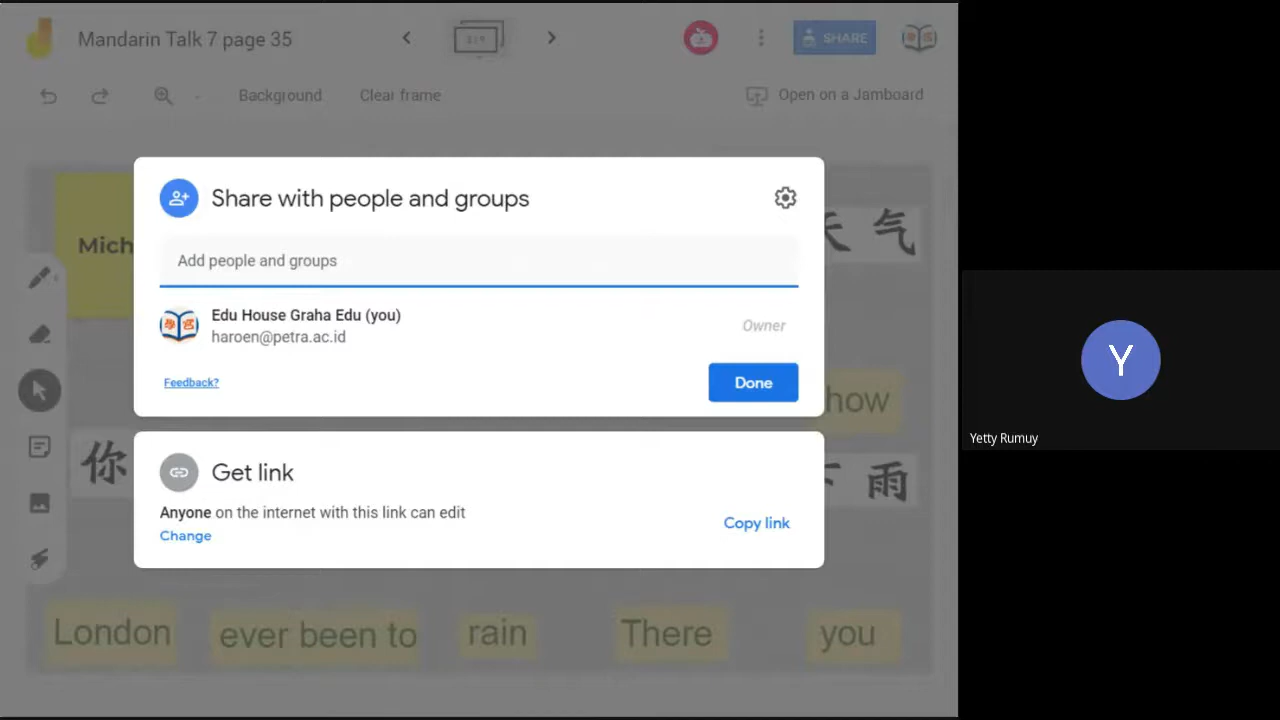 Mandarin Talk 7 page 35
SHARE
Background
Clear frame
Open on a Jamboard
Share with people and groups
Add people and groups
Edu House Graha Edu (you)
haroen@petra.ac.id
Owner
Feedback?
Done
Get link
Anyone on the internet with this link can edit
Change
Copy link
Mich
天 气
how
你
下 雨
London
ever been to
rain
There
you
Y
Yetty Rumuy